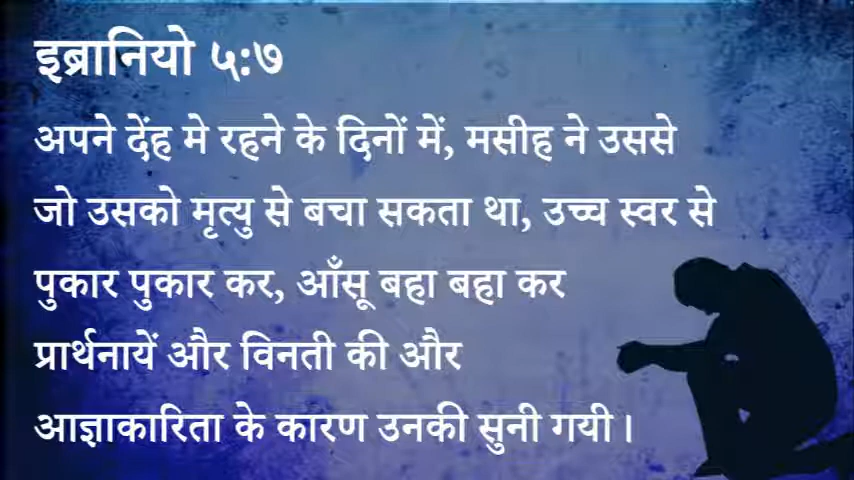 इब्रानियो ५:७
अपने देंह मे रहने के दिनों में, मसीह ने उससे
जो उसको मृत्यु से बचा सकता था, उच्च स्वर से
पुकार पुकार कर, आँसू बहा बहा कर
प्रार्थनायें और विनती की और
आज्ञाकारिता के कारण उनकी सुनी गयी।